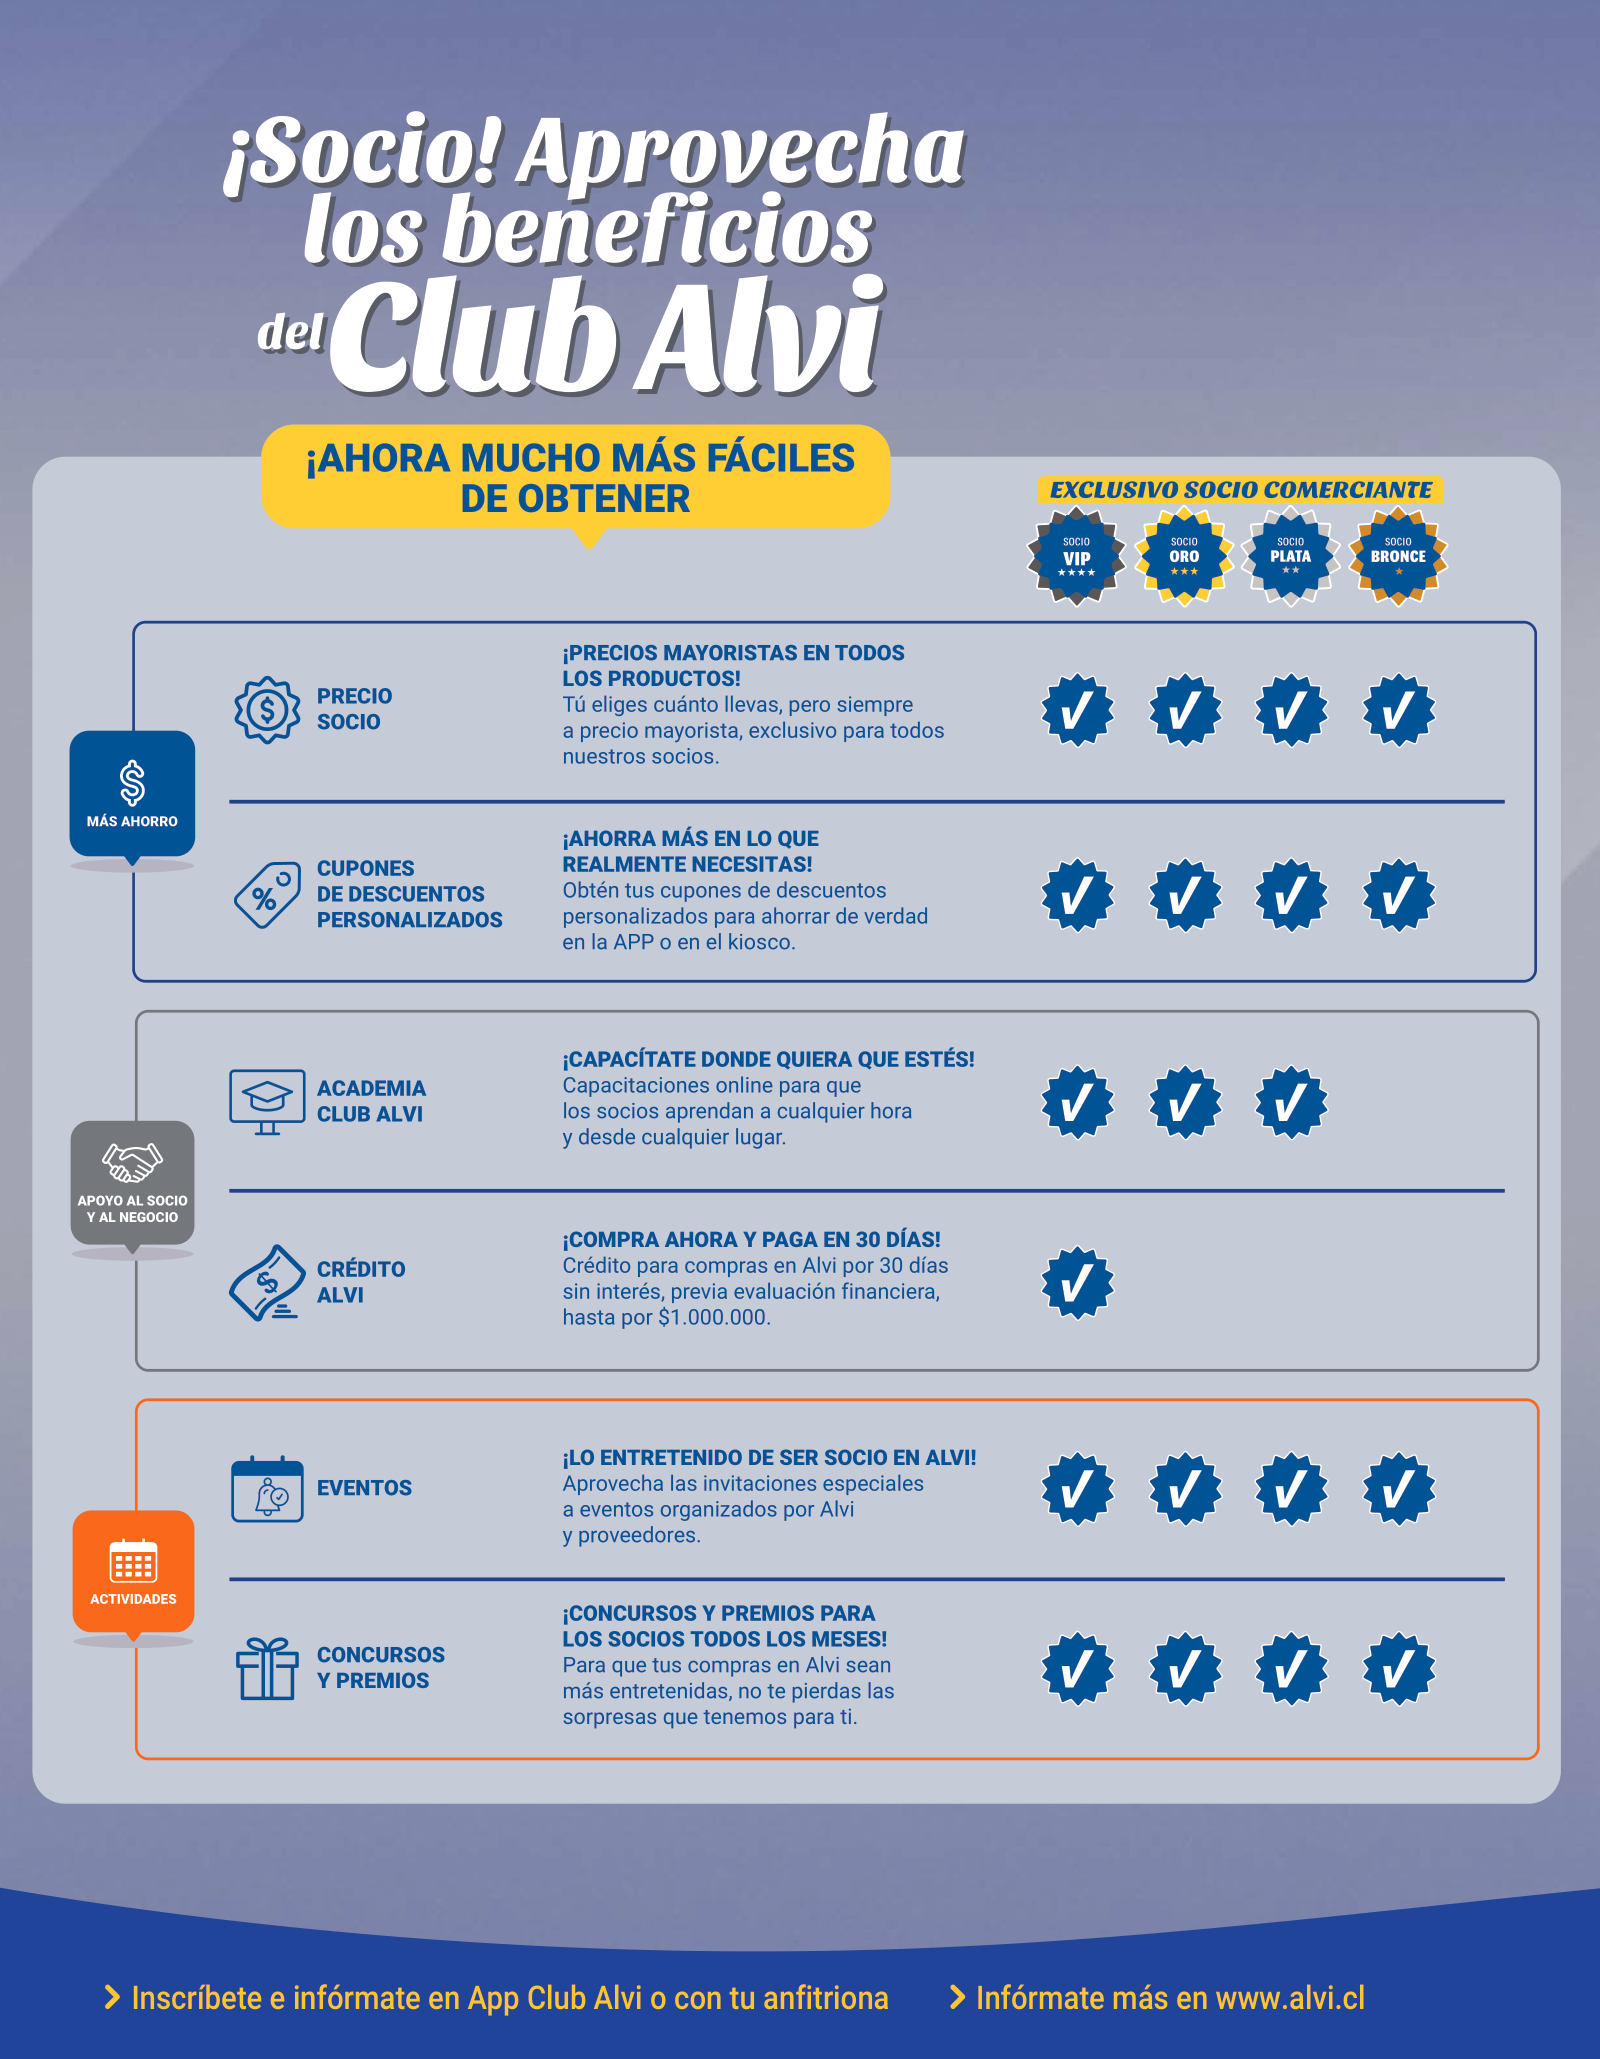 ¡Socio! Aprovecha
los beneficios
del Club Alvi
¡AHORA MUCHO MÁS FÁCILES
DE OBTENER
EXCLUSIVO SOCIO COMERCIANTE
SOCIO
VIP
SOCIO
ORO
SOCIO
PLATA
SOCIO
BRONCE
MÁS AHORRO
PRECIO
SOCIO
¡PRECIOS MAYORISTAS EN TODOS
LOS PRODUCTOS!
Tú eliges cuánto llevas, pero siempre
a precio mayorista, exclusivo para todos
nuestros socios.
CUPONES
DE DESCUENTOS
PERSONALIZADOS
¡AHORRA MÁS EN LO QUE
REALMENTE NECESITAS!
Obtén tus cupones de descuentos
personalizados para ahorrar de verdad
en la APP o en el kiosco.
APOYO AL SOCIO
Y AL NEGOCIO
ACADEMIA
CLUB ALVI
¡CAPACÍTATE DONDE QUIERA QUE ESTÉS!
Capacitaciones online para que
los socios aprendan a cualquier hora
y desde cualquier lugar.
CRÉDITO
ALVI
¡COMPRA AHORA Y PAGA EN 30 DÍAS!
Crédito para compras en Alvi por 30 días
sin interés, previa evaluación financiera,
hasta por $1.000.000.
ACTIVIDADES
EVENTOS
¡LO ENTRETENIDO DE SER SOCIO EN ALVI!
Aprovecha las invitaciones especiales
a eventos organizados por Alvi
y proveedores.
CONCURSOS
Y PREMIOS
¡CONCURSOS Y PREMIOS PARA
LOS SOCIOS TODOS LOS MESES!
Para que tus compras en Alvi sean
más entretenidas, no te pierdas las
sorpresas que tenemos para ti.
Inscríbete e infórmate en App Club Alvi o con tu anfitriona
Infórmate más en www.alvi.cl